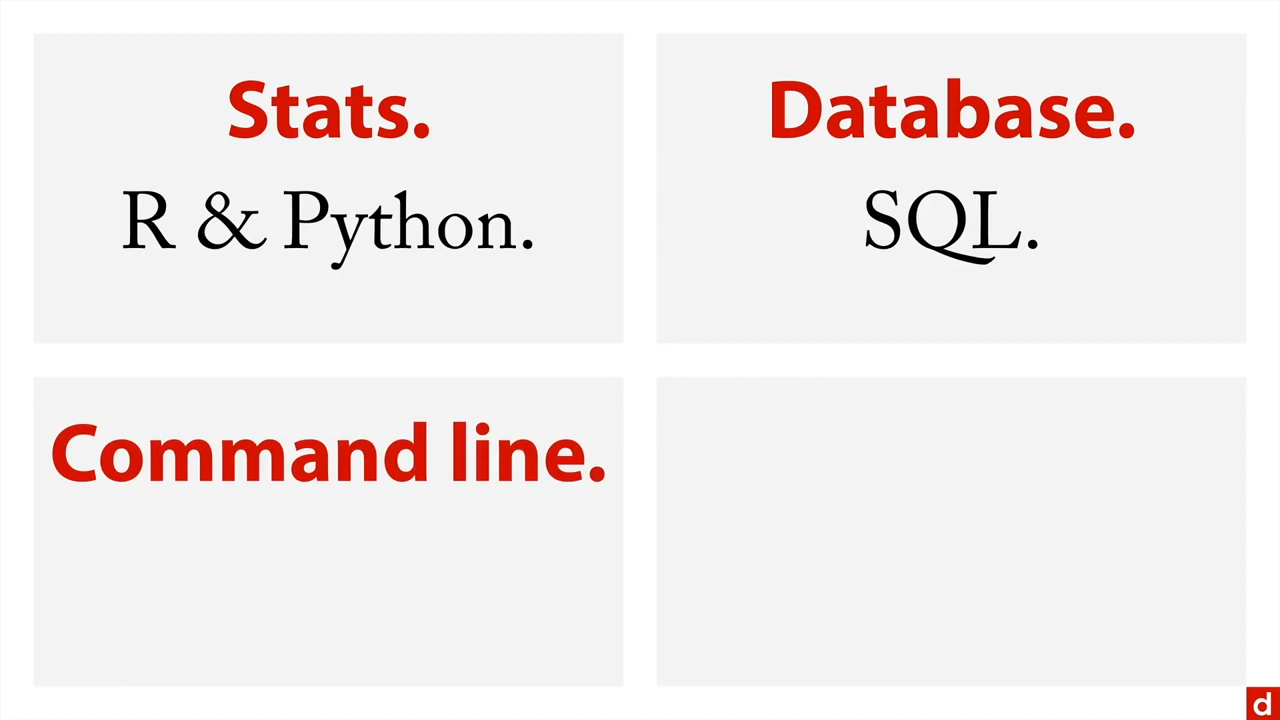 Stats.
R & Python.
Database.
SQL.
Command line.
d